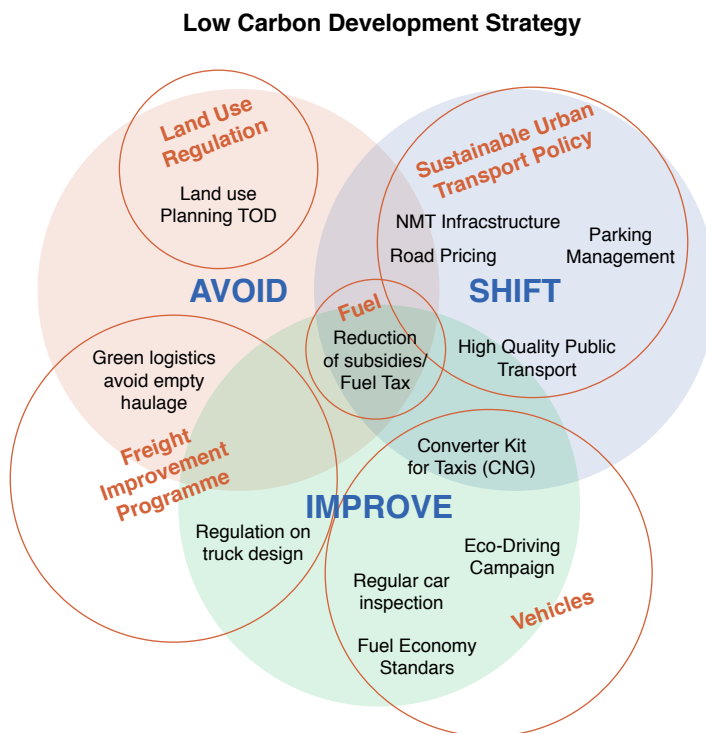 Low Carbon Development Strategy
Land Use
Regulation
Land use
Planning TOD
Sustainable Urban
Transport Policy
NMT Infracstructure
Road Pricing
Parking
Management
AVOID
SHIFT
Fuel
Reduction
of subsidies/
Fuel Tax
High Quality Public
Transport
Green logistics
avoid empty
haulage
Freight
Improvement
Programme
Converter Kit
for Taxis (CNG)
IMPROVE
Regulation on
truck design
Eco-Driving
Campaign
Regular car
inspection
Vehicles
Fuel Economy
Standars